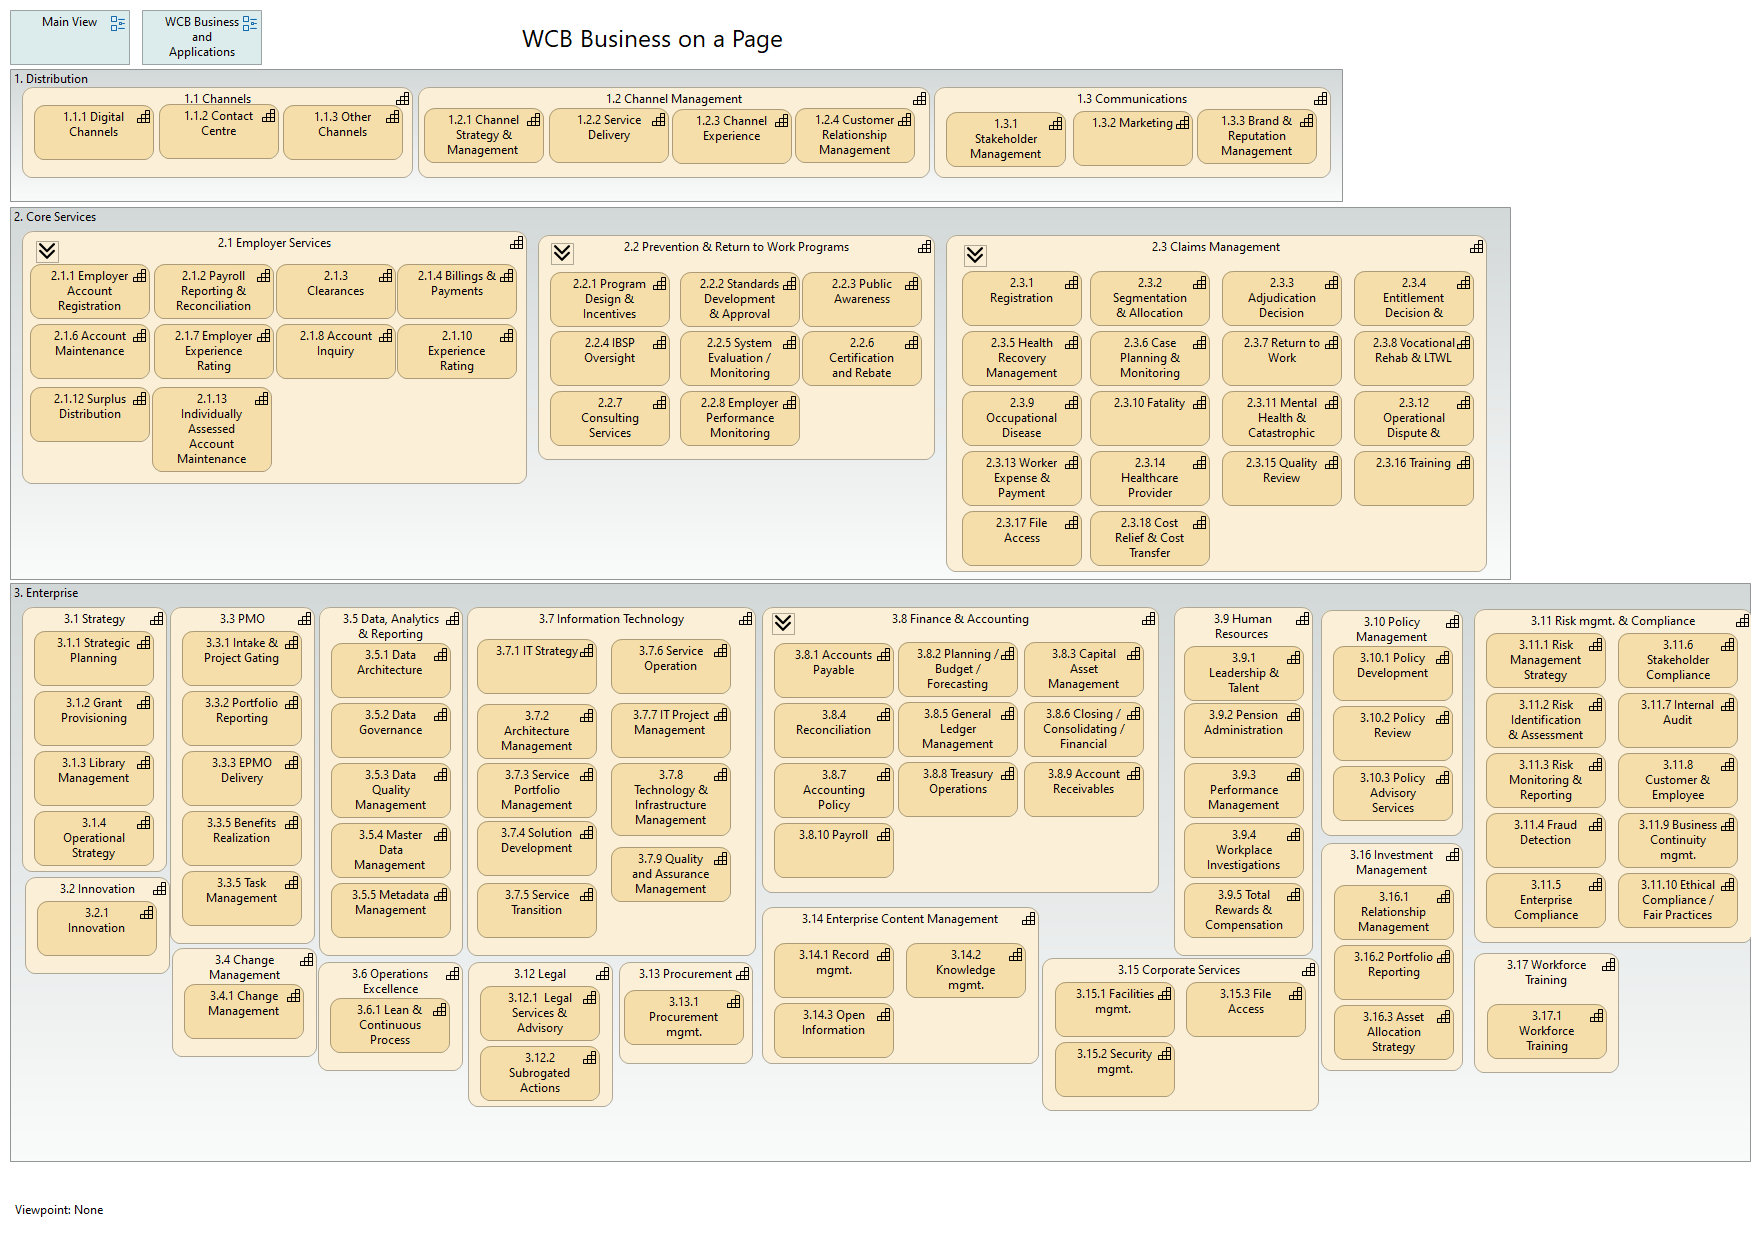 Main View
WCB Business
and
Applications
WCB Business on a Page
1. Distribution
1.1 Channels
1.1.1 Digital
Channels
1.1.2 Contact
Centre
1.1.3 Other
Channels
1.2 Channel Management
1.2.1 Channel
Strategy &
Management
1.2.2 Service
Delivery
1.2.3 Channel
Experience
1.2.4 Customer
Relationship
Management
1.3 Communications
1.3.1
Stakeholder
Management
1.3.2 Marketing
1.3.3 Brand &
Reputation
Management
2. Core Services
2.1 Employer Services
2.1.1 Employer
Account
Registration
2.1.2 Payroll
Reporting &
Reconciliation
2.1.3
Clearances
2.1.4 Billings &
Payments
2.1.6 Account
Maintenance
2.1.7 Employer
Experience
Rating
2.1.8 Account
Inquiry
2.1.10
Experience
Rating
2.1.12 Surplus
Distribution
2.1.13
Individually
Assessed
Account
Maintenance
2.2 Prevention & Return to Work Programs
2.2.1 Program
Design &
Incentives
2.2.2 Standards
Development
& Approval
2.2.3 Public
Awareness
2.2.4 IBSP
Oversight
2.2.5 System
Evaluation /
Monitoring
2.2.6
Certification
and Rebate
2.2.7
Consulting
Services
2.2.8 Employer
Performance
Monitoring
2.3 Claims Management
2.3.1
Registration
2.3.2
Segmentation
& Allocation
2.3.3
Adjudication
Decision
2.3.4
Entitlement
Decision &
2.3.5 Health
Recovery
Management
2.3.6 Case
Planning &
Monitoring
2.3.7 Return to
Work
2.3.8 Vocational
Rehab & LTWL
2.3.9
Occupational
Disease
2.3.10 Fatality
2.3.11 Mental
Health &
Catastrophic
2.3.12
Operational
Dispute &
2.3.13 Worker
Expense &
Payment
2.3.14
Healthcare
Provider
2.3.15 Quality
Review
2.3.16 Training
2.3.17 File
Access
2.3.18 Cost
Relief & Cost
Transfer
3. Enterprise
3.1 Strategy
3.1.1 Strategic
Planning
3.1.2 Grant
Provisioning
3.1.3 Library
Management
3.1.4
Operational
Strategy
3.2 Innovation
3.2.1
Innovation
3.3 PMO
3.3.1 Intake &
Project Gating
3.3.2 Portfolio
Reporting
3.3.3 EPMO
Delivery
3.3.5 Benefits
Realization
3.3.5 Task
Management
3.4 Change
Management
3.4.1 Change
Management
3.5 Data, Analytics
& Reporting
3.5.1 Data
Architecture
3.5.2 Data
Governance
3.5.3 Data
Quality
Management
3.5.4 Master
Data
Management
3.5.5 Metadata
Management
3.6 Operations
Excellence
3.6.1 Lean &
Continuous
Process
3.7 Information Technology
3.7.1 IT Strategy
3.7.6 Service
Operation
3.7.2
Architecture
Management
3.7.7 IT Project
Management
3.7.3 Service
Portfolio
Management
3.7.8
Technology &
Infrastructure
Management
3.7.4 Solution
Development
3.7.9 Quality
and Assurance
Management
3.7.5 Service
Transition
3.12 Legal
3.12.1 Legal
Services &
Advisory
3.12.2
Subrogated
Actions
3.13 Procurement
3.13.1
Procurement
mgmt.
3.8 Finance & Accounting
3.8.1 Accounts
Payable
3.8.2 Planning /
Budget /
Forecasting
3.8.3 Capital
Asset
Management
3.8.4
Reconciliation
3.8.5 General
Ledger
Management
3.8.6 Closing /
Consolidating /
Financial
3.8.7
Accounting
Policy
3.8.8 Treasury
Operations
3.8.9 Account
Receivables
3.8.10 Payroll
3.14 Enterprise Content Management
3.14.1 Record
mgmt.
3.14.2
Knowledge
mgmt.
3.14.3 Open
Information
3.9 Human
Resources
3.9.1
Leadership &
Talent
3.9.2 Pension
Administration
3.9.3
Performance
Management
3.9.4
Workplace
Investigations
3.9.5 Total
Rewards &
Compensation
3.15 Corporate Services
3.15.1 Facilities
mgmt.
3.15.3 File
Access
3.15.2 Security
mgmt.
3.10 Policy
Management
3.10.1 Policy
Development
3.10.2 Policy
Review
3.10.3 Policy
Advisory
Services
3.16 Investment
Management
3.16.1
Relationship
Management
3.16.2 Portfolio
Reporting
3.16.3 Asset
Allocation
Strategy
3.11 Risk mgmt. & Compliance
3.11.1 Risk
Management
Strategy
3.11.6
Stakeholder
Compliance
3.11.2 Risk
Identification
& Assessment
3.11.7 Internal
Audit
3.11.3 Risk
Monitoring &
Reporting
3.11.8
Customer &
Employee
3.11.4 Fraud
Detection
3.11.9 Business
Continuity
mgmt.
3.11.5
Enterprise
Compliance
3.11.10 Ethical
Compliance /
Fair Practices
3.17 Workforce
Training
3.17.1
Workforce
Training
Viewpoint: None